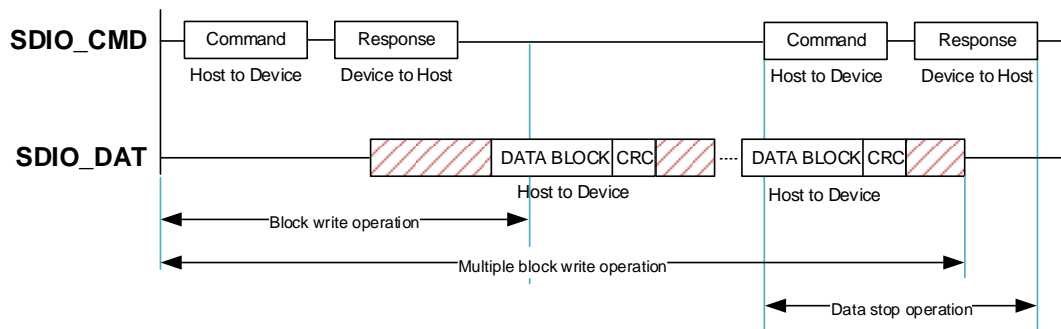 SDIO_CMD
Command
Response
Command
Response
Host to Device
Device to Host
Host to Device
Device to Host
SDIO_DAT
DATA BLOCK
CRC
DATA BLOCK
CRC
Host to Device
Host to Device
Block write operation
Multiple block write operation
Data stop operation